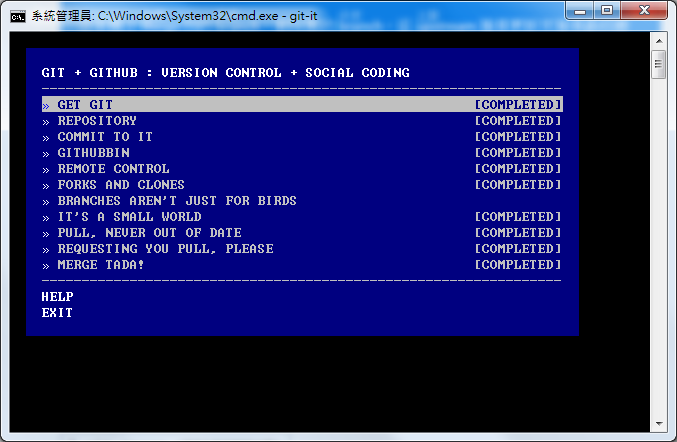 系統管理員: C:\Windows\System32\cmd.exe - git-it
GIT + GITHUB : VERSION CONTROL + SOCIAL CODING
» GET GIT [COMPLETED]
» REPOSITORY [COMPLETED]
» COMMIT TO IT [COMPLETED]
» GITHUBBIN [COMPLETED]
» REMOTE CONTROL [COMPLETED]
» FORKS AND CLONES [COMPLETED]
» BRANCHES AREN'T JUST FOR BIRDS
» IT'S A SMALL WORLD [COMPLETED]
» PULL, NEVER OUT OF DATE [COMPLETED]
» REQUESTING YOU PULL, PLEASE [COMPLETED]
» MERGE TADA! [COMPLETED]
HELP
EXIT